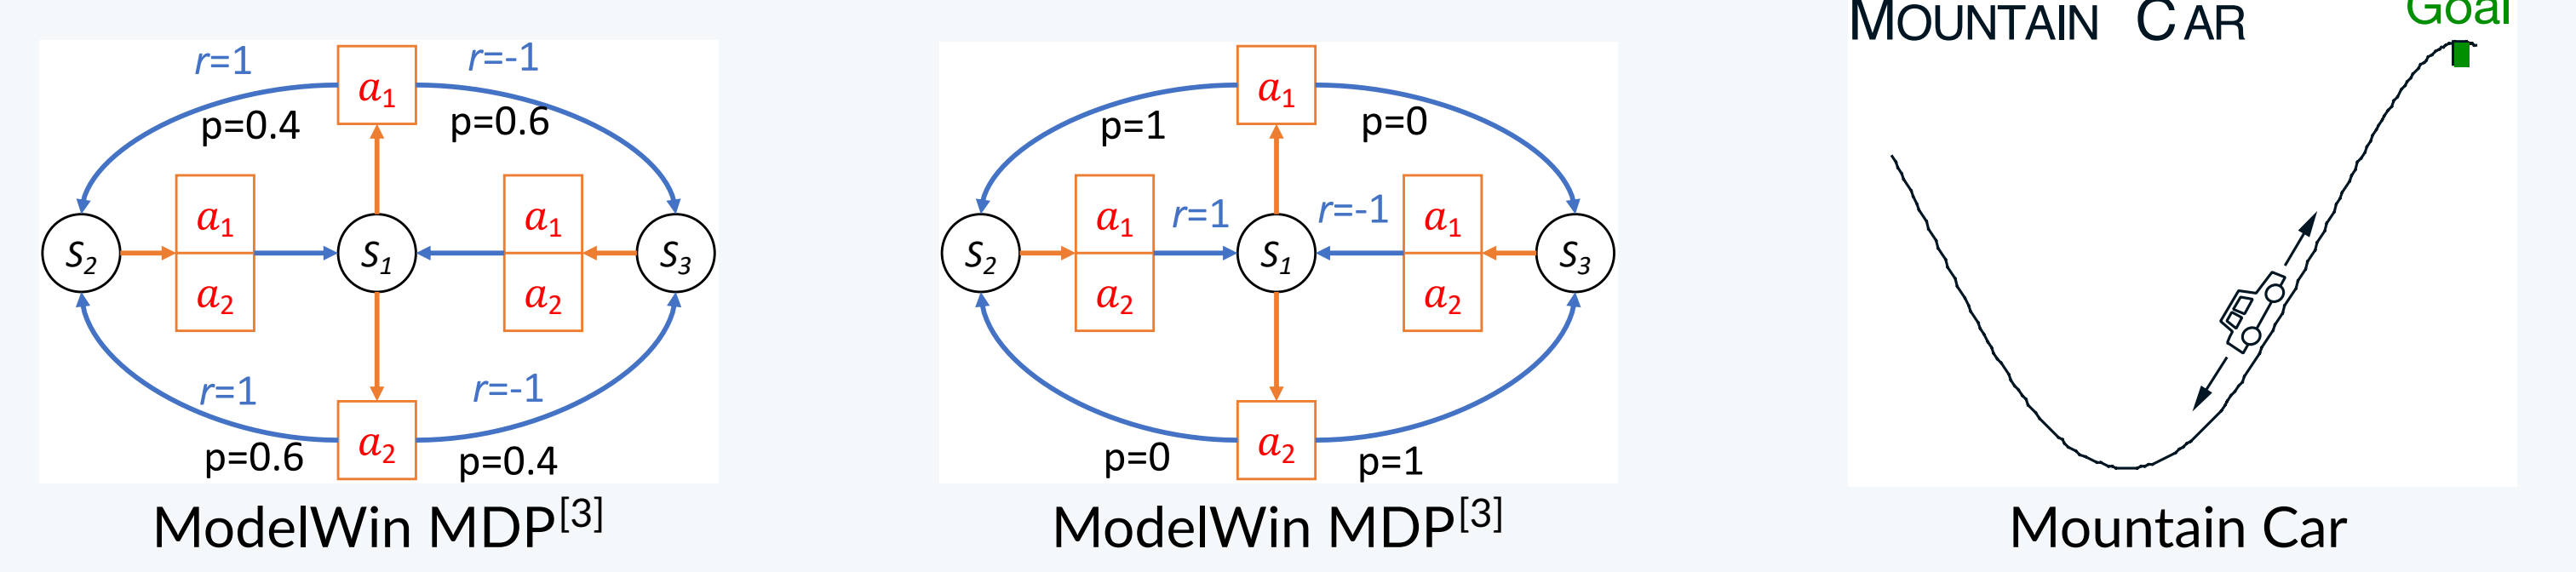 r=1
r=-1
a1
p=0.4
p=0.6
a1
a1
S2
S1
S3
a2
a2
r=1
r=-1
a2
p=0.6
p=0.4
ModelWin MDP[3]
a1
p=1
p=0
a1
r=1
r=-1
a1
S2
S1
S3
a2
a2
a2
p=0
p=1
ModelWin MDP[3]
MOUNTAIN CAR
Goal
Mountain Car